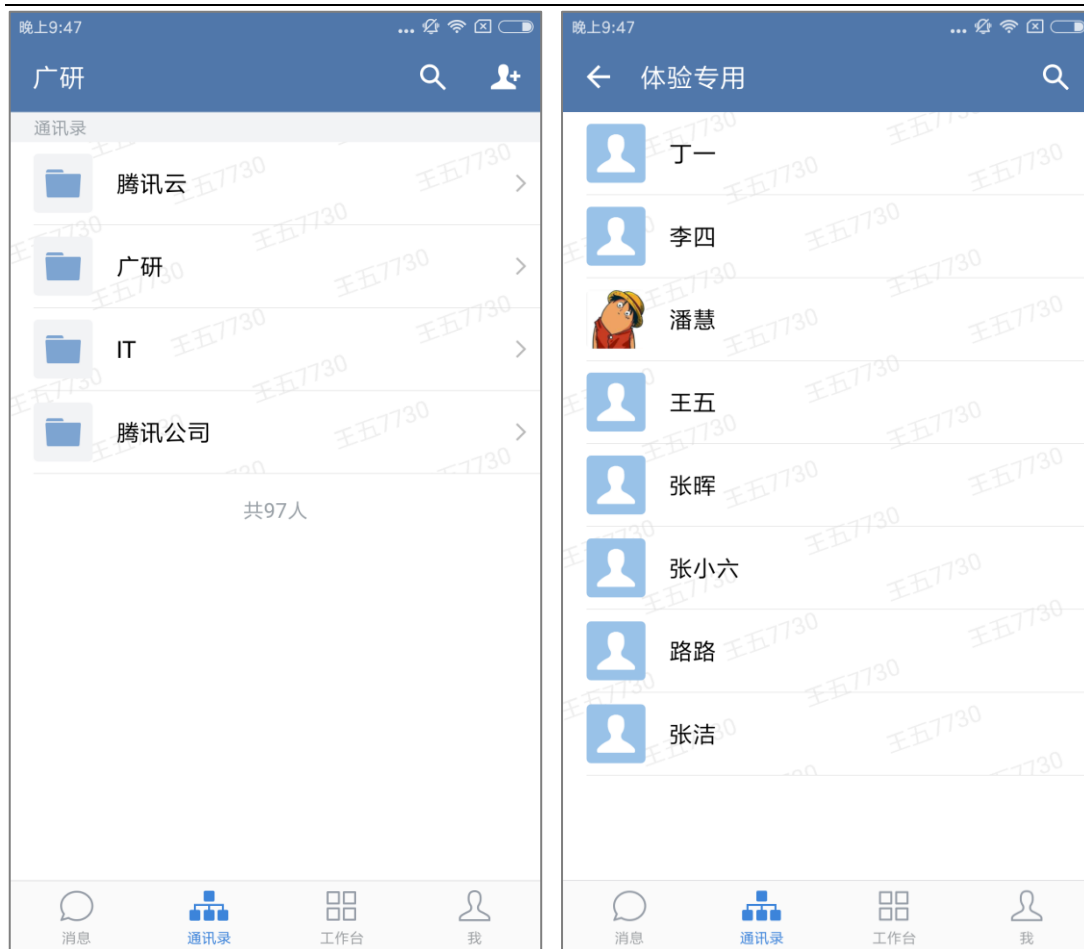 晚上9:47
广研
通讯录
腾讯云
广研
IT
腾讯公司
共97人
消息
通讯录
工作台
我
晚上9:47
体验专用
丁一
李四
潘慧
王五
张晖
张小六
路路
张洁
消息
通讯录
工作台
我
王五7730